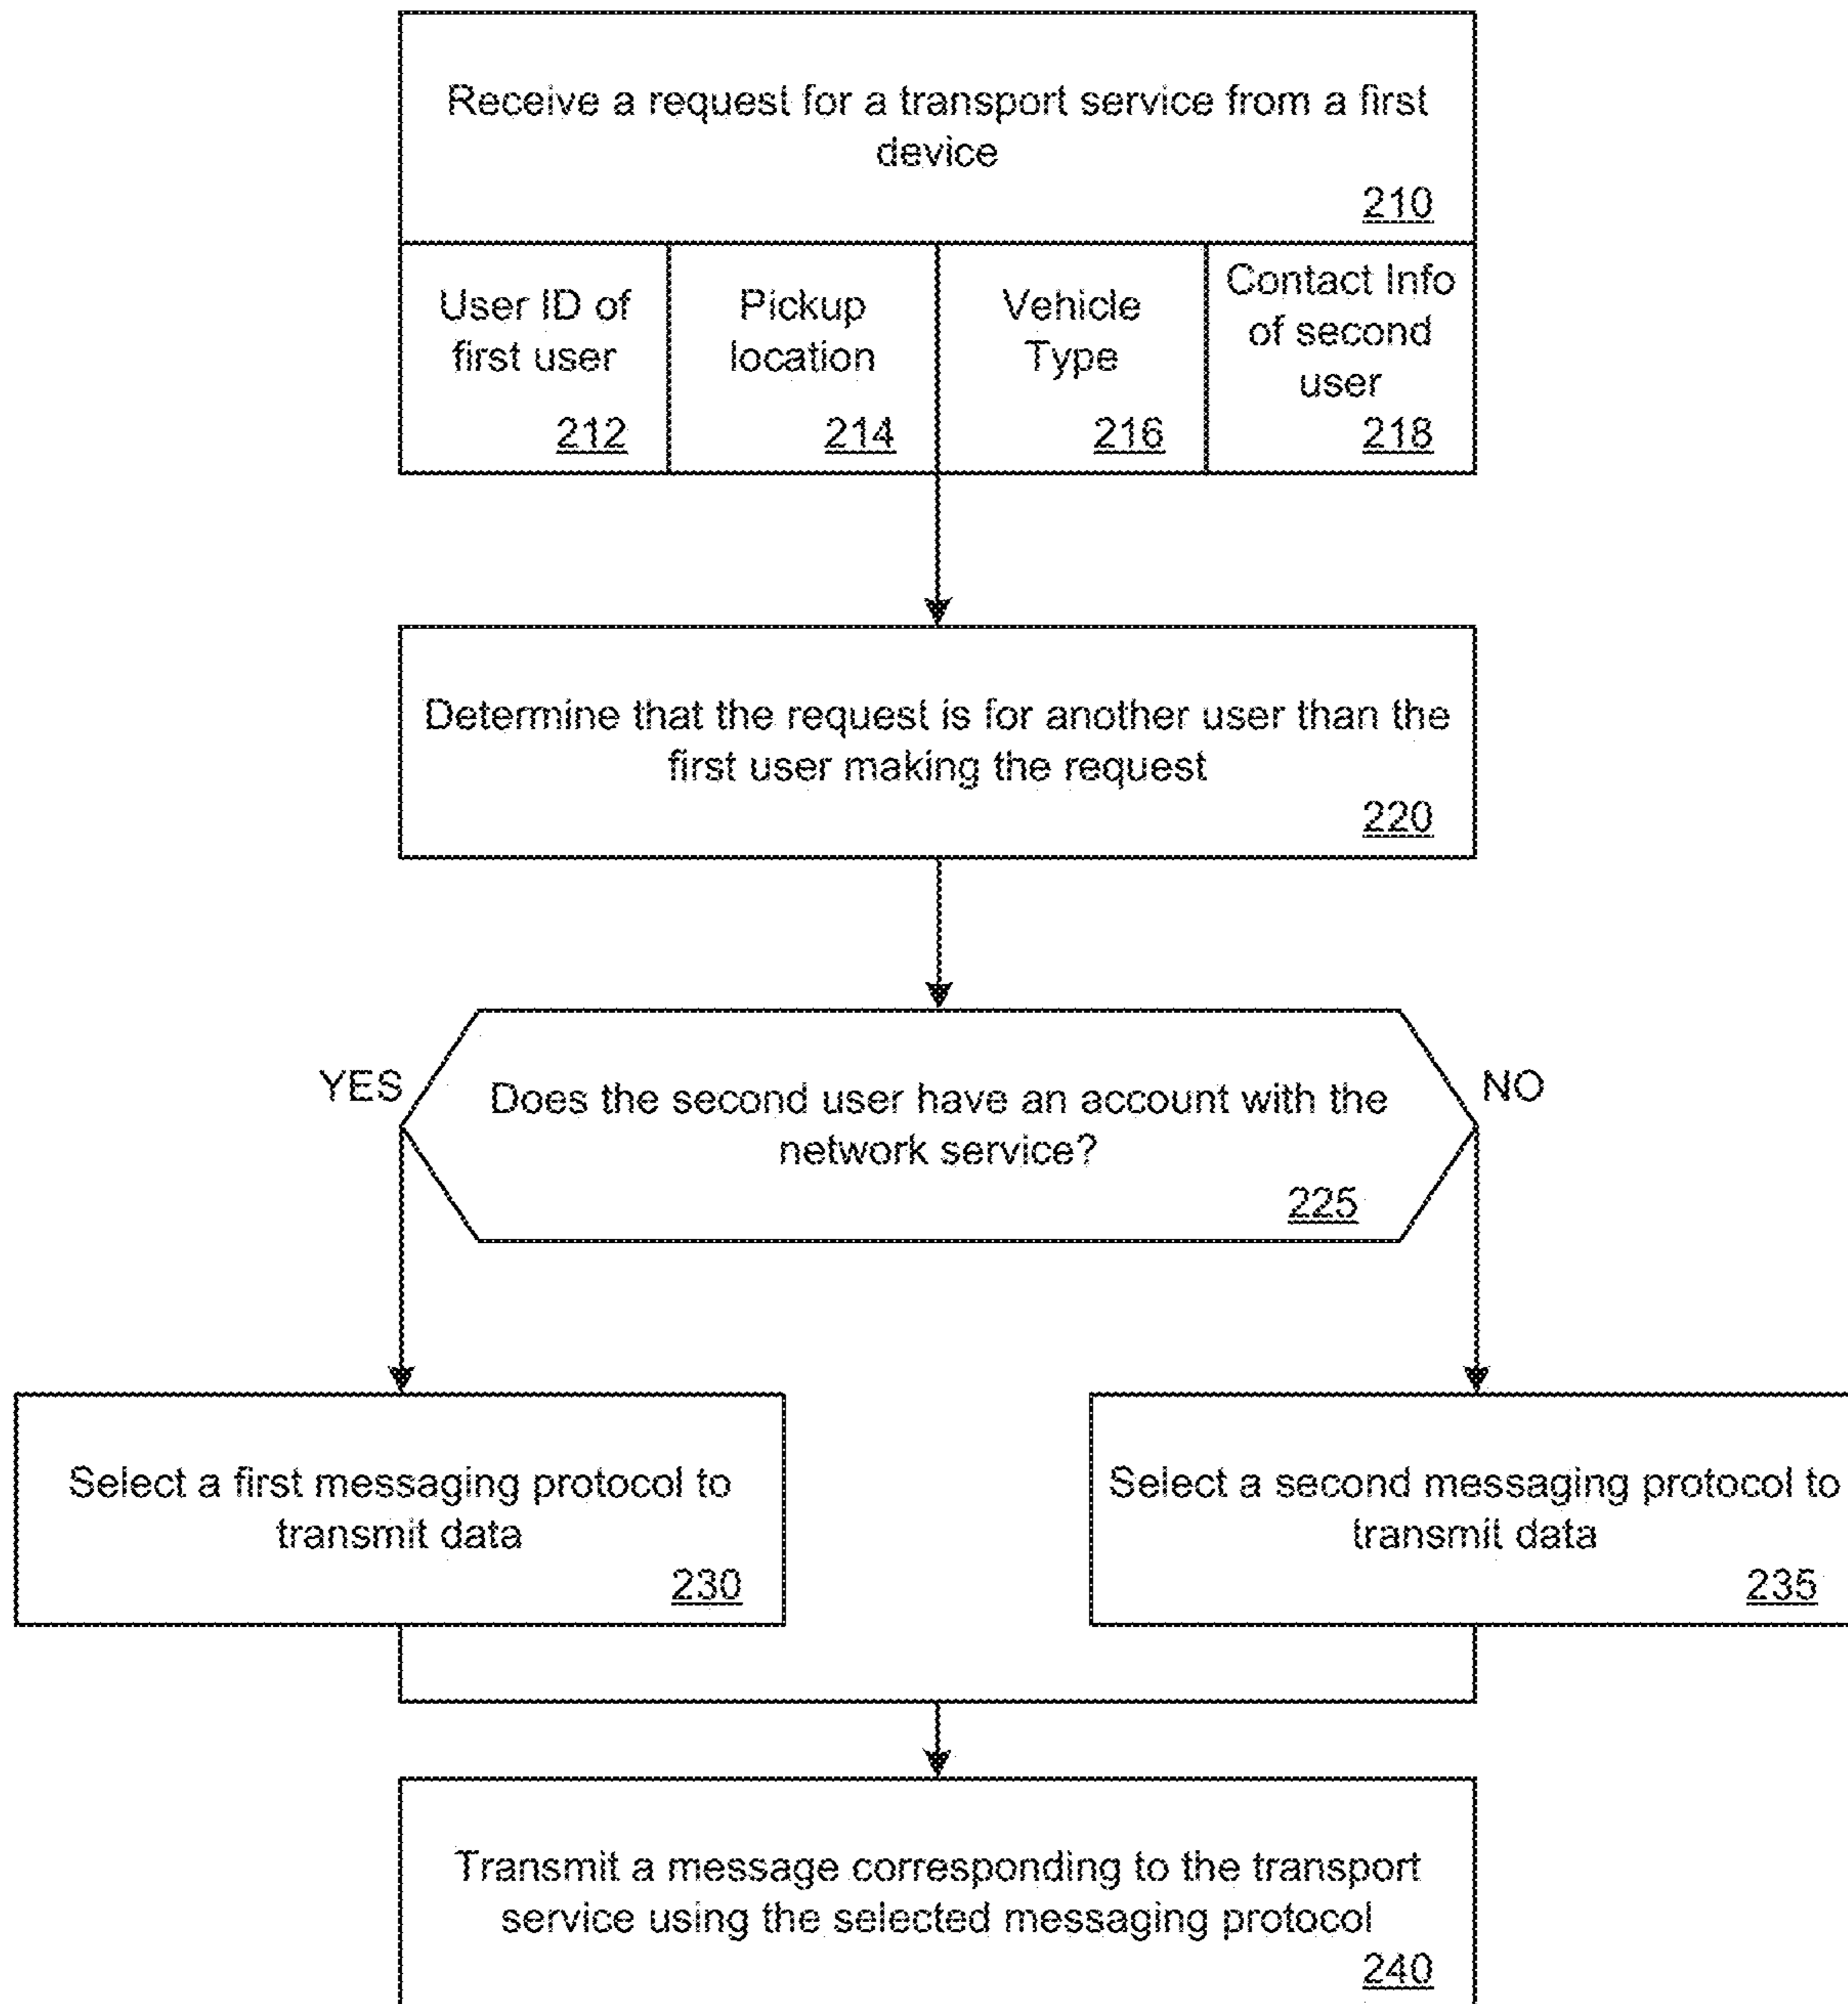 Receive a request for a transport service from a first
device
210
User ID of
first user
212
Pickup
location
214
Vehicle
Type
216
Contact Info
of second
user
218
Determine that the request is for another user than the
first user making the request
220
YES
Does the second user have an account with the
network service?
225
NO
Select a first messaging protocol to
transmit data
230
Select a second messaging protocol to
transmit data
235
Transmit a message corresponding to the transport
service using the selected messaging protocol
240